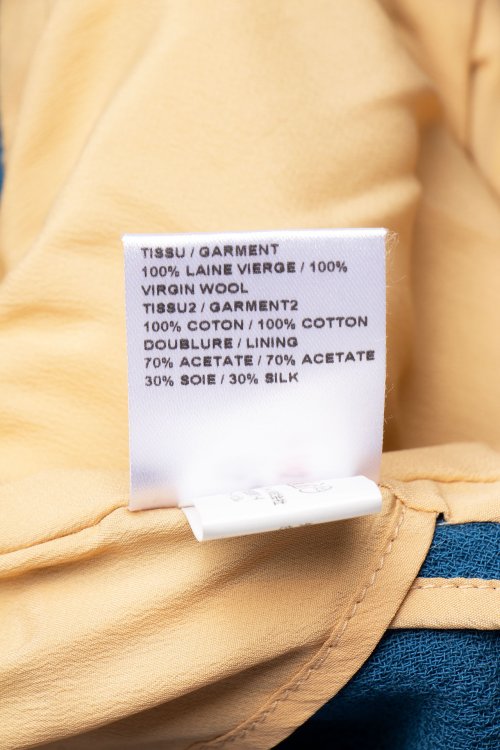 TISSU / GARMENT
100% LAINE VIERGE / 100%
VIRGIN WOOL
TISSU2 / GARMENT2
100% COTON / 100% COTTON
DOUBLURE / LINING
70% ACETATE / 70% ACETATE
30% SOIE / 30% SILK